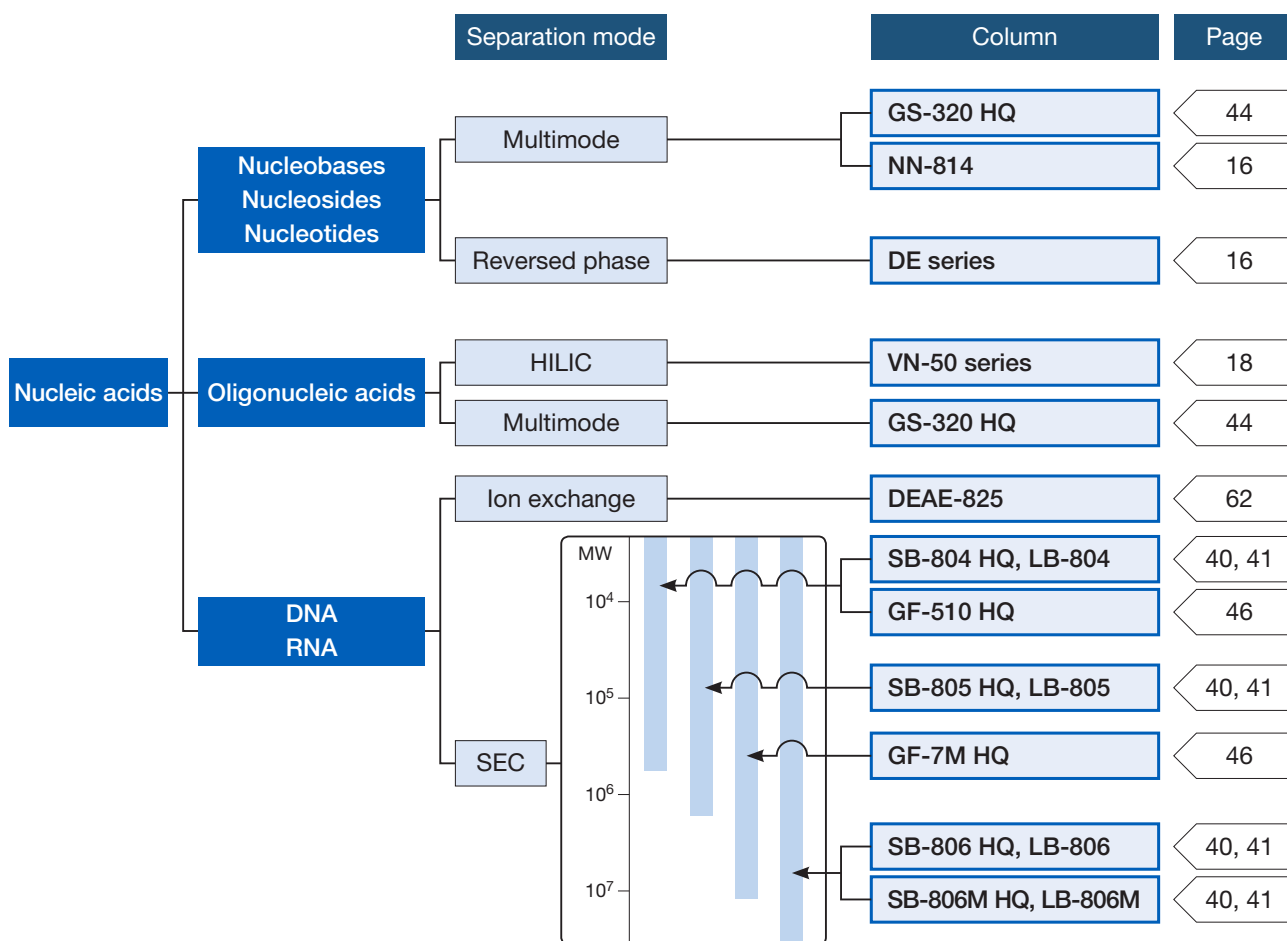 Separation mode
Column
Page
Nucleic acids
Nucleobases
Nucleosides
Nucleotides
Multimode
GS-320 HQ
44
NN-814
16
Reversed phase
DE series
16
Oligonucleic acids
HILIC
VN-50 series
18
Multimode
GS-320 HQ
44
DNA
RNA
Ion exchange
DEAE-825
62
SEC
MW
10⁴
10⁵
10⁶
10⁷
SB-804 HQ, LB-804
40, 41
GF-510 HQ
46
SB-805 HQ, LB-805
40, 41
GF-7M HQ
46
SB-806 HQ, LB-806
40, 41
SB-806M HQ, LB-806M
40, 41